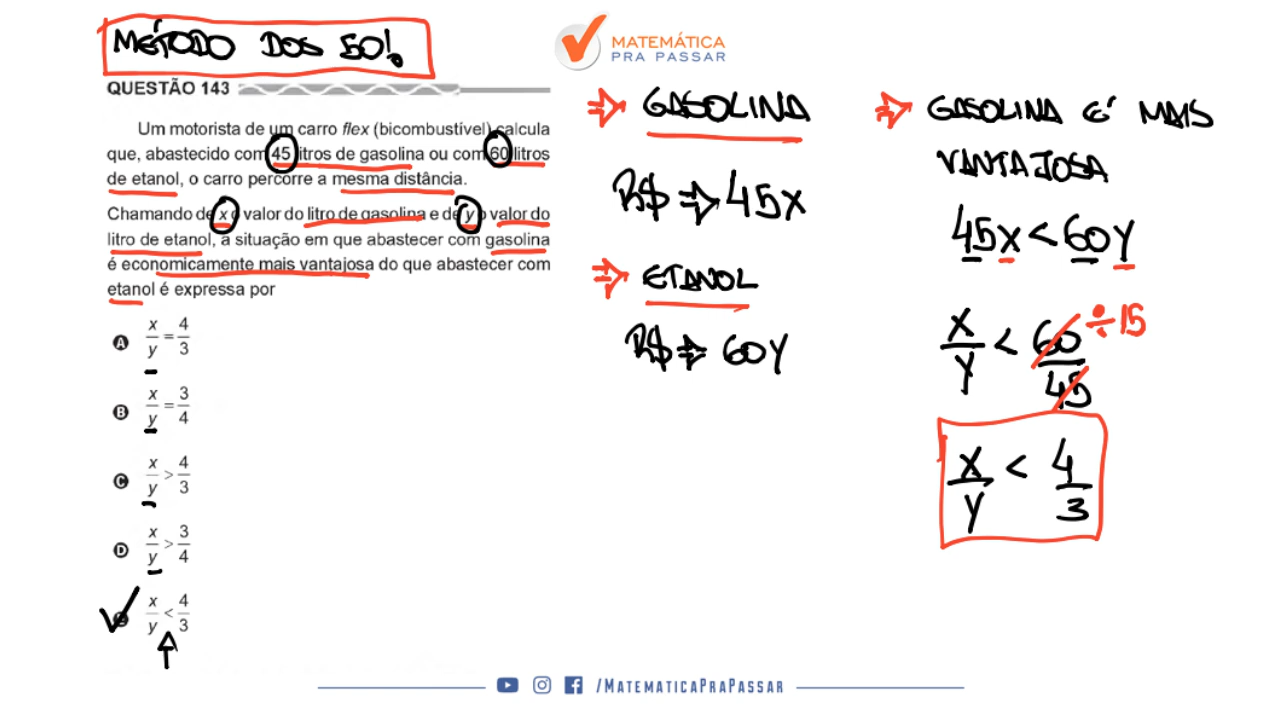 MÉTODO DOS 50!
MATEMÁTICA
PRA PASSAR
QUESTÃO 143
Um motorista de um carro flex (bicombustível) calcula
que, abastecido com 45 litros de gasolina ou com 60 litros
de etanol, o carro percorre a mesma distância.
Chamando de x o valor do litro de gasolina e de y o valor do
litro de etanol, a situação em que abastecer com gasolina
é economicamente mais vantajosa do que abastecer com
etanol é expressa por
A x/y = 4/3
B x/y = 3/4
C x/y > 4/3
D x/y > 3/4
x/y < 4/3
⇒ GASOLINA
R$ ⇒ 45x
⇒ ETANOL
R$ ⇒ 60y
⇒ GASOLINA É MAIS
VANTAJOSA
45x < 60y
x/y < 60/45 ÷15
x/y < 4/3
/MatematicaPraPassar